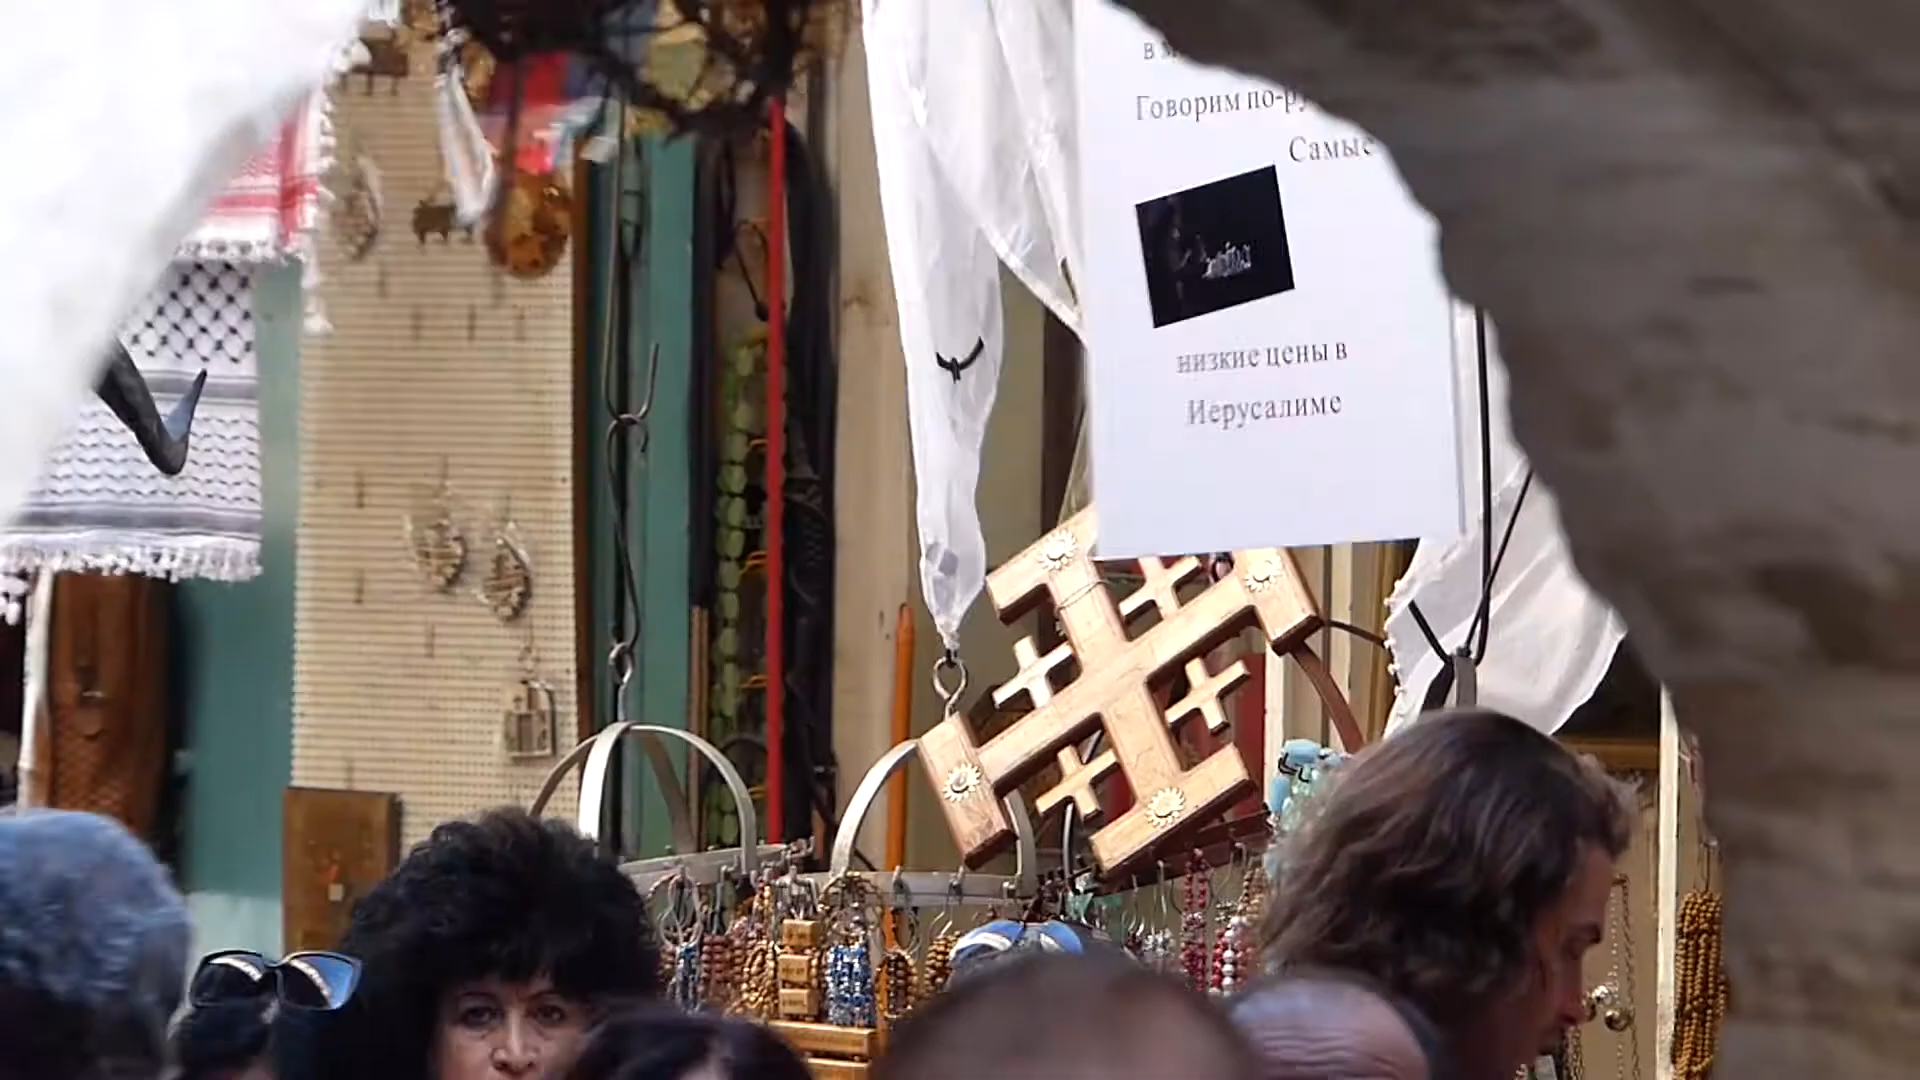 в
Говорим по-ру
Самые
низкие цены в
Иерусалиме